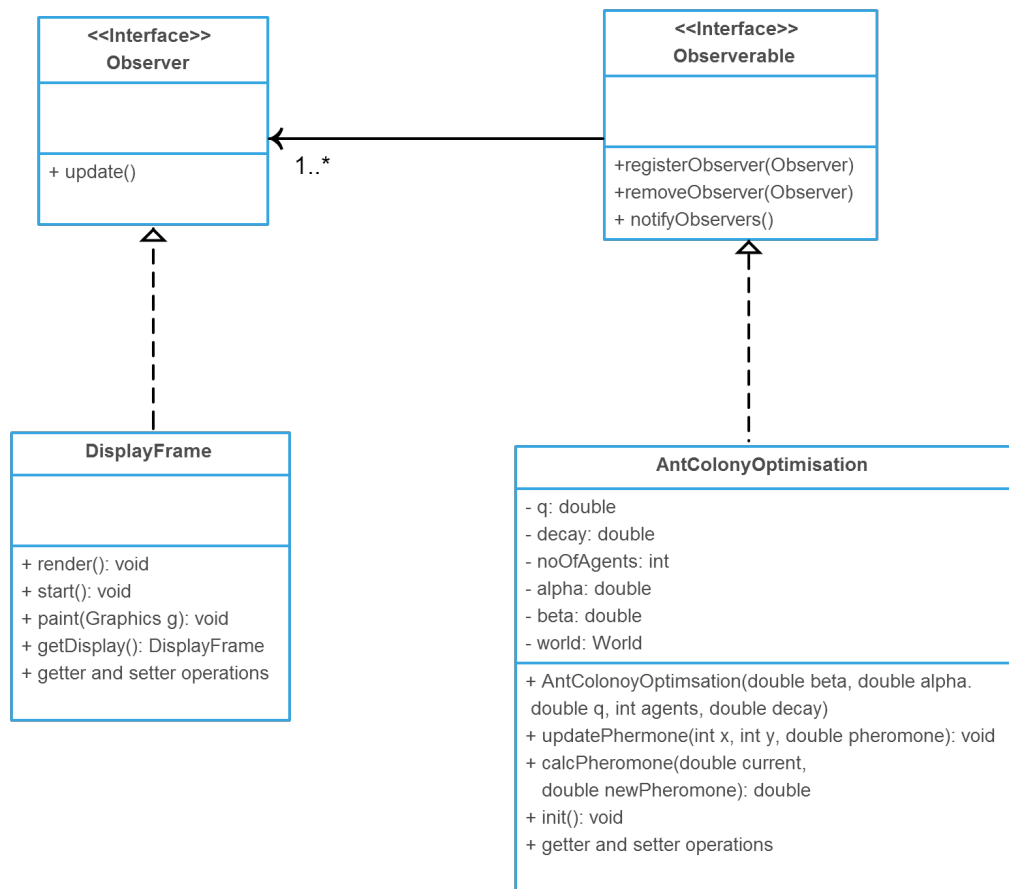 <<Interface>>
Observer
+ update()
1..*
<<Interface>>
Observerable
+registerObserver(Observer)
+removeObserver(Observer)
+ notifyObservers()
DisplayFrame
+ render(): void
+ start(): void
+ paint(Graphics g): void
+ getDisplay(): DisplayFrame
+ getter and setter operations
AntColonyOptimisation
- q: double
- decay: double
- noOfAgents: int
- alpha: double
- beta: double
- world: World
+ AntColonoyOptimsation(double beta, double alpha.
double q, int agents, double decay)
+ updatePhermone(int x, int y, double pheromone): void
+ calcPheromone(double current,
double newPheromone): double
+ init(): void
+ getter and setter operations